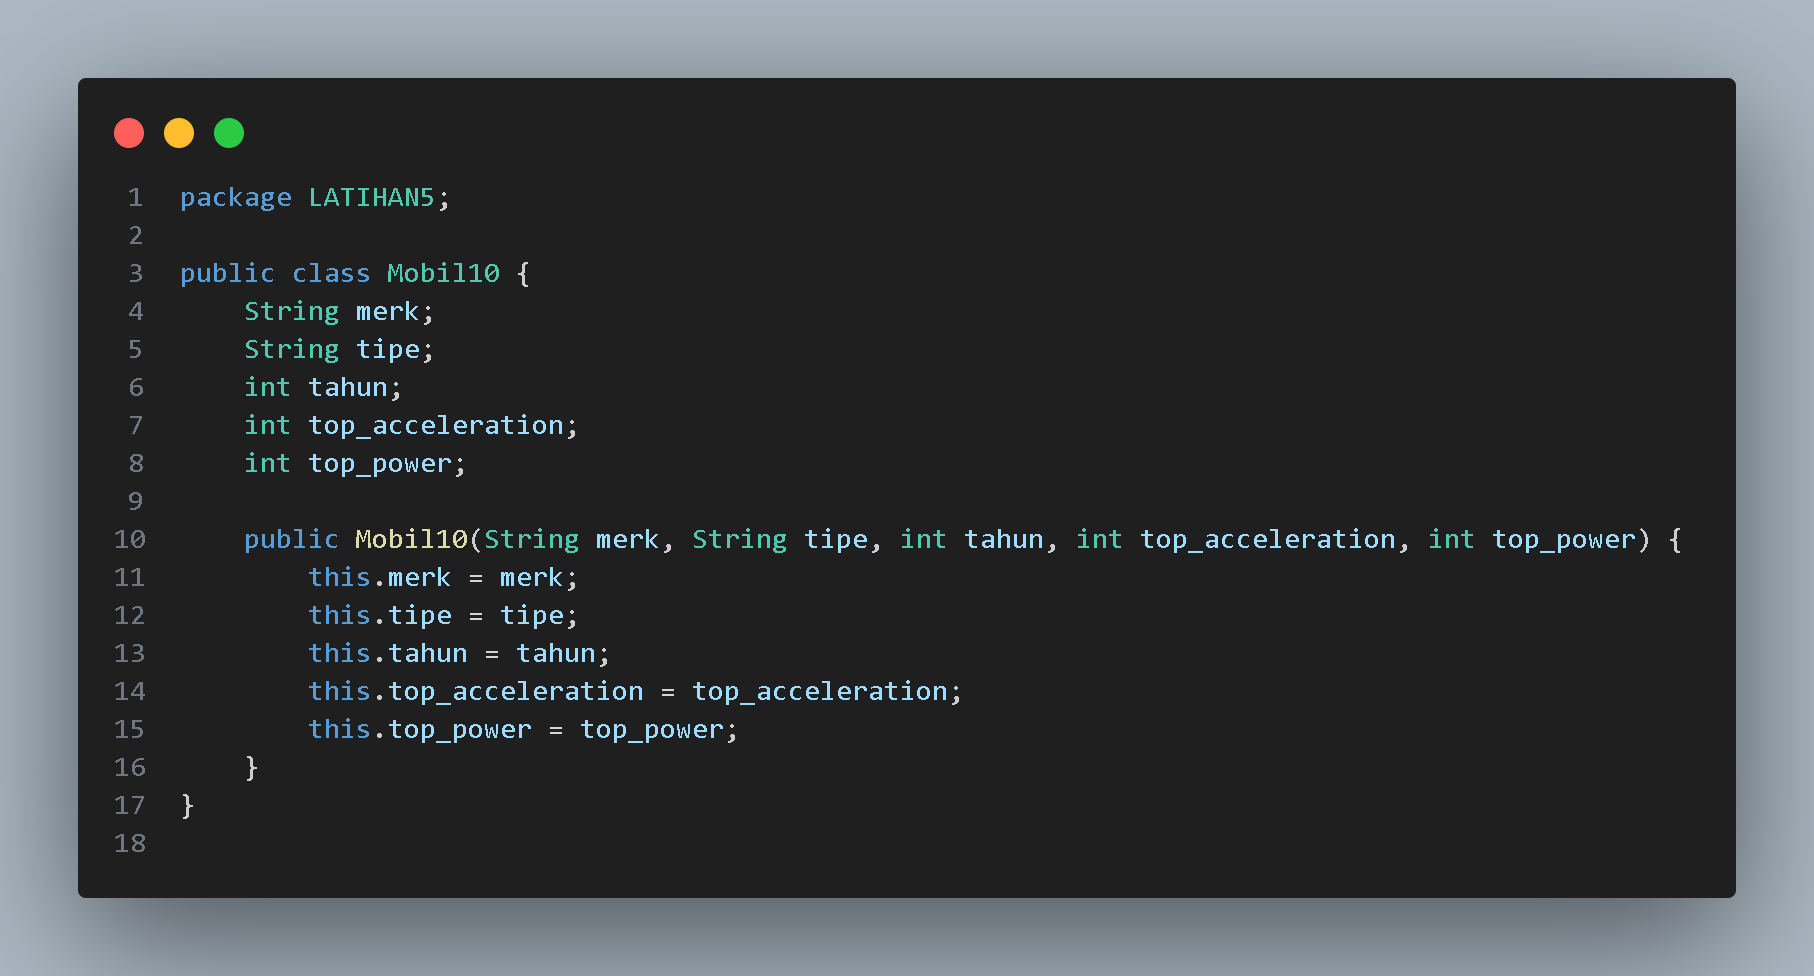 1 package LATIHAN5;
2
3 public class Mobil10 {
4     String merk;
5     String tipe;
6     int tahun;
7     int top_acceleration;
8     int top_power;
9
10     public Mobil10(String merk, String tipe, int tahun, int top_acceleration, int top_power) {
11         this.merk = merk;
12         this.tipe = tipe;
13         this.tahun = tahun;
14         this.top_acceleration = top_acceleration;
15         this.top_power = top_power;
16     }
17 }
18